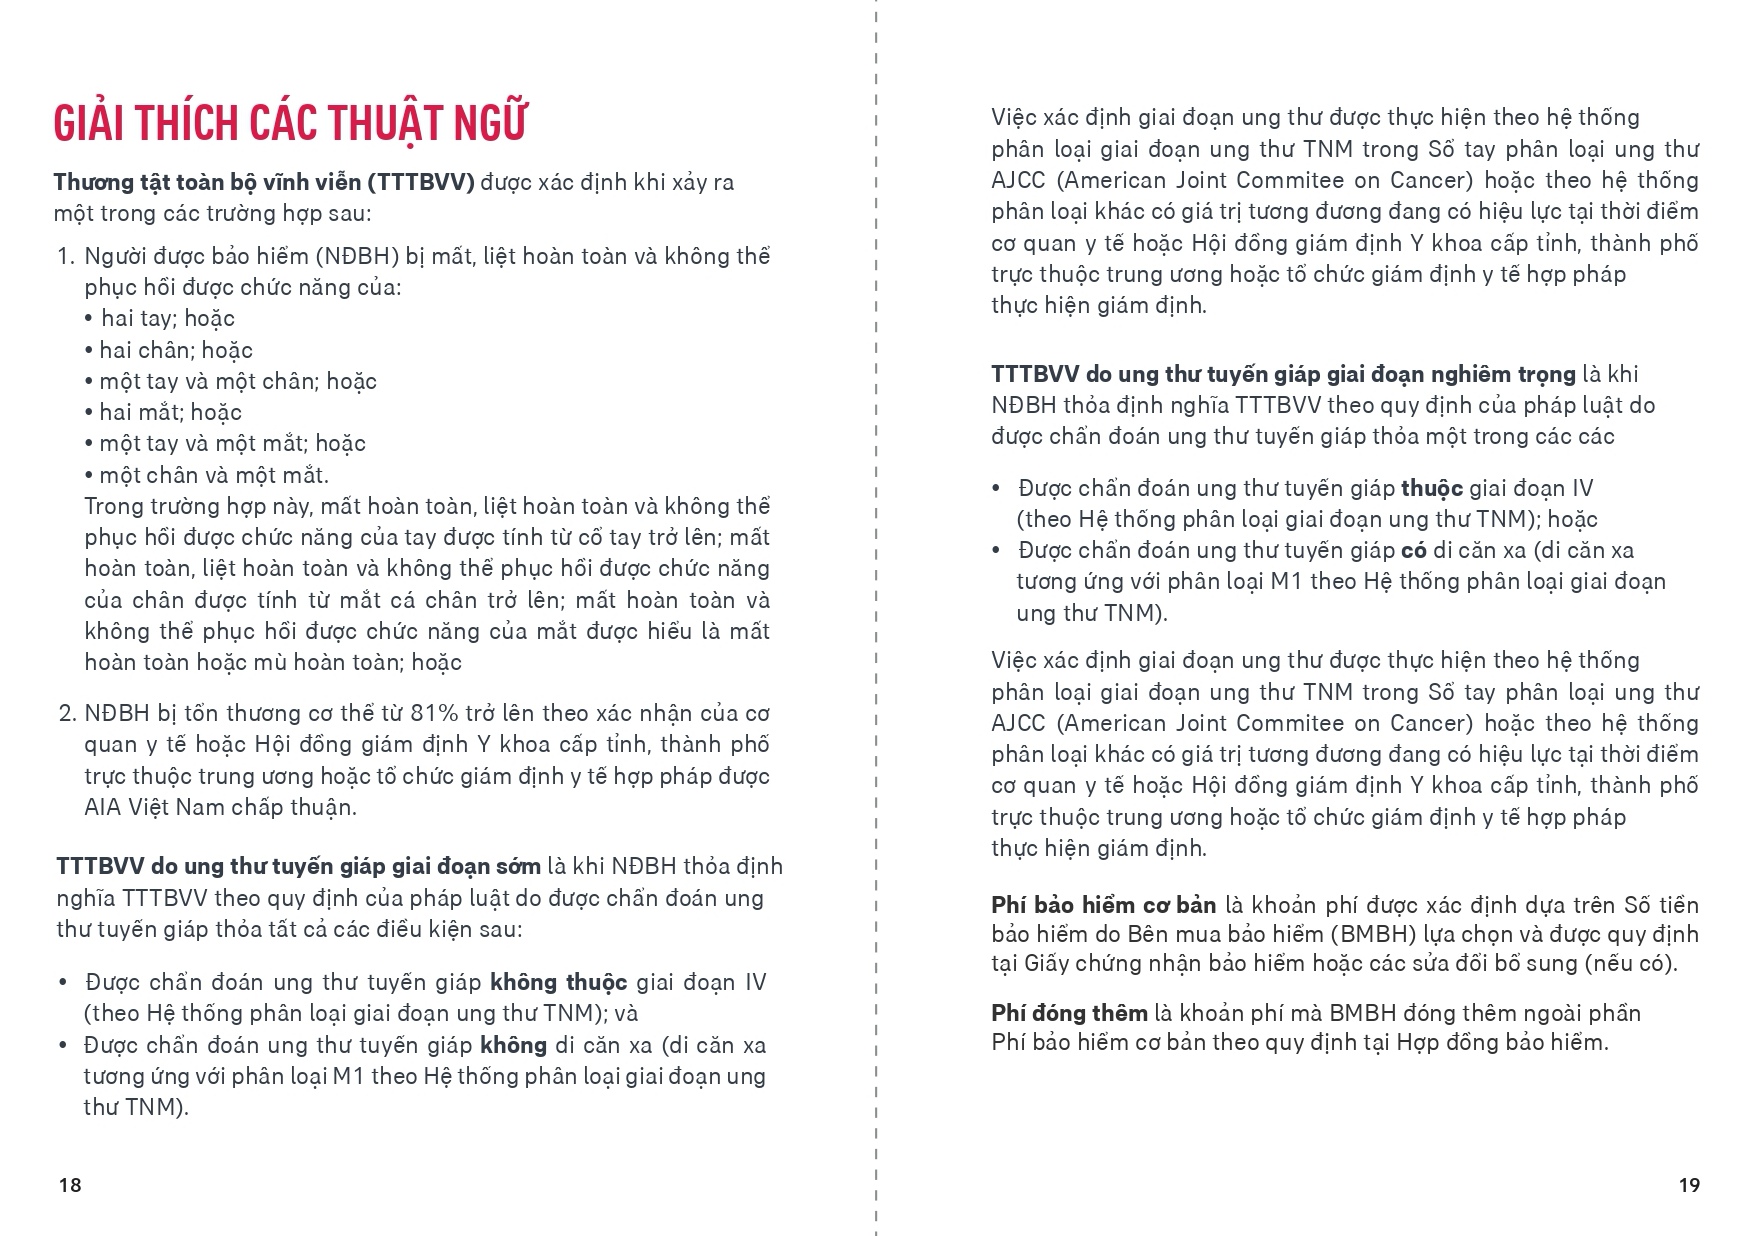 GIẢI THÍCH CÁC THUẬT NGỮ
Thương tật toàn bộ vĩnh viễn (TTTBVV) được xác định khi xảy ra
một trong các trường hợp sau:
1. Người được bảo hiểm (NĐBH) bị mất, liệt hoàn toàn và không thể
phục hồi được chức năng của:
• hai tay; hoặc
• hai chân; hoặc
• một tay và một chân; hoặc
• hai mắt; hoặc
• một tay và một mắt; hoặc
• một chân và một mắt.
Trong trường hợp này, mất hoàn toàn, liệt hoàn toàn và không thể
phục hồi được chức năng của tay được tính từ cổ tay trở lên; mất
hoàn toàn, liệt hoàn toàn và không thể phục hồi được chức năng
của chân được tính từ mắt cá chân trở lên; mất hoàn toàn và
không thể phục hồi được chức năng của mắt được hiểu là mất
hoàn toàn hoặc mù hoàn toàn; hoặc
2. NĐBH bị tổn thương cơ thể từ 81% trở lên theo xác nhận của cơ
quan y tế hoặc Hội đồng giám định Y khoa cấp tỉnh, thành phố
trực thuộc trung ương hoặc tổ chức giám định y tế hợp pháp được
AIA Việt Nam chấp thuận.
TTTBVV do ung thư tuyến giáp giai đoạn sớm là khi NĐBH thỏa định
nghĩa TTTBVV theo quy định của pháp luật do được chẩn đoán ung
thư tuyến giáp thỏa tất cả các điều kiện sau:
• Được chẩn đoán ung thư tuyến giáp không thuộc giai đoạn IV
(theo Hệ thống phân loại giai đoạn ung thư TNM); và
• Được chẩn đoán ung thư tuyến giáp không di căn xa (di căn xa
tương ứng với phân loại M1 theo Hệ thống phân loại giai đoạn ung
thư TNM).
18
Việc xác định giai đoạn ung thư được thực hiện theo hệ thống
phân loại giai đoạn ung thư TNM trong Sổ tay phân loại ung thư
AJCC (American Joint Commitee on Cancer) hoặc theo hệ thống
phân loại khác có giá trị tương đương đang có hiệu lực tại thời điểm
cơ quan y tế hoặc Hội đồng giám định Y khoa cấp tỉnh, thành phố
trực thuộc trung ương hoặc tổ chức giám định y tế hợp pháp
thực hiện giám định.
TTTBVV do ung thư tuyến giáp giai đoạn nghiêm trọng là khi
NĐBH thỏa định nghĩa TTTBVV theo quy định của pháp luật do
được chẩn đoán ung thư tuyến giáp thỏa một trong các các
• Được chẩn đoán ung thư tuyến giáp thuộc giai đoạn IV
(theo Hệ thống phân loại giai đoạn ung thư TNM); hoặc
• Được chẩn đoán ung thư tuyến giáp có di căn xa (di căn xa
tương ứng với phân loại M1 theo Hệ thống phân loại giai đoạn
ung thư TNM).
Việc xác định giai đoạn ung thư được thực hiện theo hệ thống
phân loại giai đoạn ung thư TNM trong Sổ tay phân loại ung thư
AJCC (American Joint Commitee on Cancer) hoặc theo hệ thống
phân loại khác có giá trị tương đương đang có hiệu lực tại thời điểm
cơ quan y tế hoặc Hội đồng giám định Y khoa cấp tỉnh, thành phố
trực thuộc trung ương hoặc tổ chức giám định y tế hợp pháp
thực hiện giám định.
Phí bảo hiểm cơ bản là khoản phí được xác định dựa trên Số tiền
bảo hiểm do Bên mua bảo hiểm (BMBH) lựa chọn và được quy định
tại Giấy chứng nhận bảo hiểm hoặc các sửa đổi bổ sung (nếu có).
Phí đóng thêm là khoản phí mà BMBH đóng thêm ngoài phần
Phí bảo hiểm cơ bản theo quy định tại Hợp đồng bảo hiểm.
19